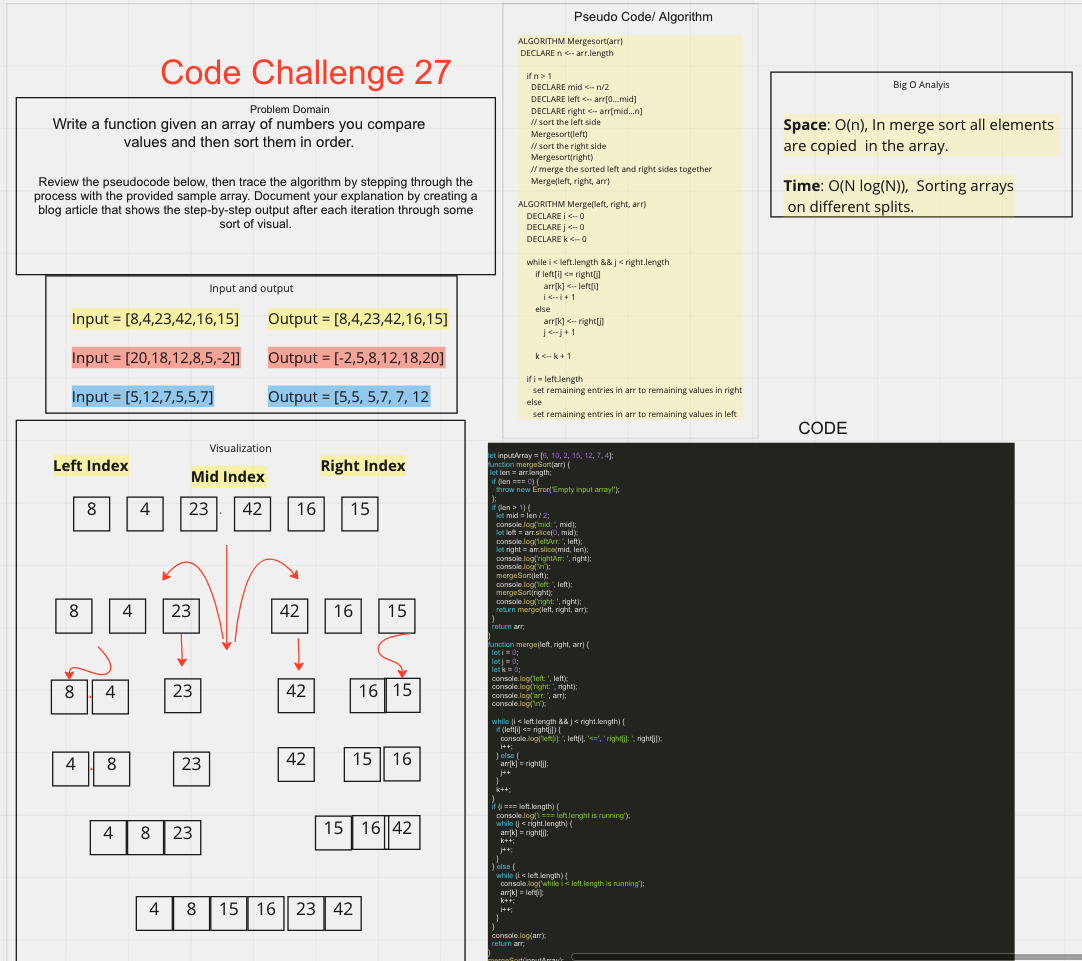 Code Challenge 27
Problem Domain
Write a function given an array of numbers you compare
values and then sort them in order.
Review the pseudocode below, then trace the algorithm by stepping through the
process with the provided sample array. Document your explanation by creating a
blog article that shows the step-by-step output after each iteration through some
sort of visual.
Input and output
Input = [8,4,23,42,16,15] Output = [8,4,23,42,16,15]
Input = [20,18,12,8,5,-2]] Output = [-2,5,8,12,18,20]
Input = [5,12,7,5,5,7] Output = [5,5, 5,7, 7, 12
Visualization
Left Index
Mid Index
Right Index
8 4 23 42 16 15
8 4 23 42 16 15
8 4 23 42 16 15
4 8 23 42 15 16
4 8 23 15 16 42
4 8 15 16 23 42
Pseudo Code/ Algorithm
ALGORITHM Mergesort(arr)
DECLARE n <-- arr.length
if n > 1
DECLARE mid <-- n/2
DECLARE left <-- arr[0...mid]
DECLARE right <-- arr[mid...n]
// sort the left side
Mergesort(left)
// sort the right side
Mergesort(right)
// merge the sorted left and right sides together
Merge(left, right, arr)
ALGORITHM Merge(left, right, arr)
DECLARE i <-- 0
DECLARE j <-- 0
DECLARE k <-- 0
while i < left.length && j < right.length
if left[i] <= right[j]
arr[k] <-- left[i]
i <-- i + 1
else
arr[k] <-- right[j]
j <-- j + 1
k <-- k + 1
if i = left.length
set remaining entries in arr to remaining values in right
else
set remaining entries in arr to remaining values in left
Big O Analyis
Space: O(n), In merge sort all elements
are copied in the array.
Time: O(N log(N)), Sorting arrays
on different splits.
CODE
let inputArray = [6, 10, 2, 15, 12, 7, 4];
function mergeSort(arr) {
let len = arr.length;
if (len === 0) {
throw new Error('Empty input array!');
};
if (len > 1) {
let mid = len / 2;
console.log('mid: ', mid);
let left = arr.slice(0, mid);
console.log('leftArr: ', left);
let right = arr.slice(mid, len);
console.log('rightArr: ', right);
console.log('\n');
mergeSort(left);
console.log('left: ', left);
mergeSort(right);
console.log('right: ', right);
return merge(left, right, arr);
}
return arr;
}
function merge(left, right, arr) {
let i = 0;
let j = 0;
let k = 0;
console.log('left: ', left);
console.log('right: ', right);
console.log('arr: ', arr);
console.log('\n');
while (i < left.length && j < right.length) {
if (left[i] <= right[j]) {
console.log('left[i]: ', left[i], '<=', ' right[j]: ', right[j]);
i++;
} else {
arr[k] = right[j];
j++
}
k++;
}
if (i === left.length) {
console.log('i === left.lenght is running');
while (j < right.length) {
arr[k] = right[j];
k++;
j++;
}
} else {
while (i < left.length) {
console.log('while i < left.length is running');
arr[k] = left[i];
k++;
i++;
}
}
console.log(arr);
return arr;
}
mergeSort(inputArray);